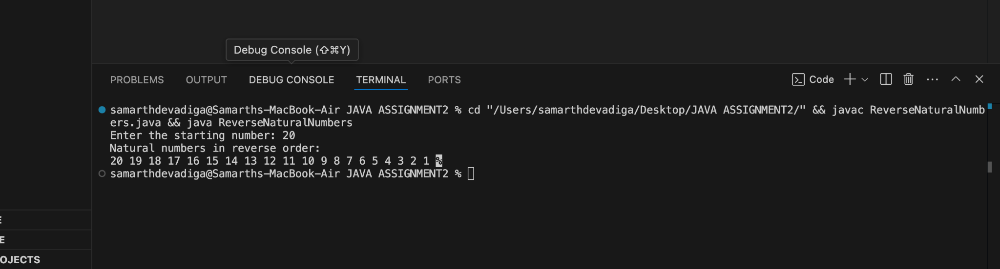 Debug Console (⇧⌘Y)
PROBLEMS OUTPUT DEBUG CONSOLE TERMINAL PORTS Code
samarthdevadiga@Samarths-MacBook-Air JAVA ASSIGNMENT2 % cd "/Users/samarthdevadiga/Desktop/JAVA ASSIGNMENT2/" && javac ReverseNaturalNumb
ers.java && java ReverseNaturalNumbers
Enter the starting number: 20
Natural numbers in reverse order:
20 19 18 17 16 15 14 13 12 11 10 9 8 7 6 5 4 3 2 1 %
samarthdevadiga@Samarths-MacBook-Air JAVA ASSIGNMENT2 %
E
E
OJECTS